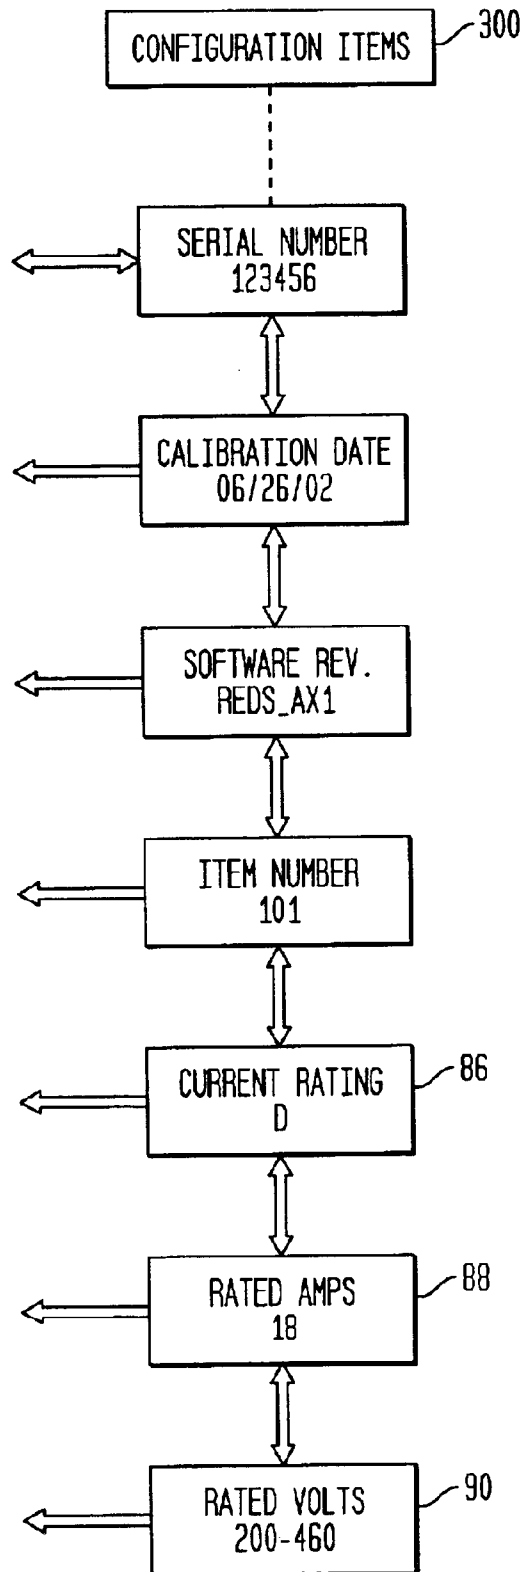 CONFIGURATION ITEMS
300
SERIAL NUMBER
123456
CALIBRATION DATE
06/26/02
SOFTWARE REV.
REDS_AX1
ITEM NUMBER
101
CURRENT RATING
D
86
RATED AMPS
18
88
RATED VOLTS
200-460
90